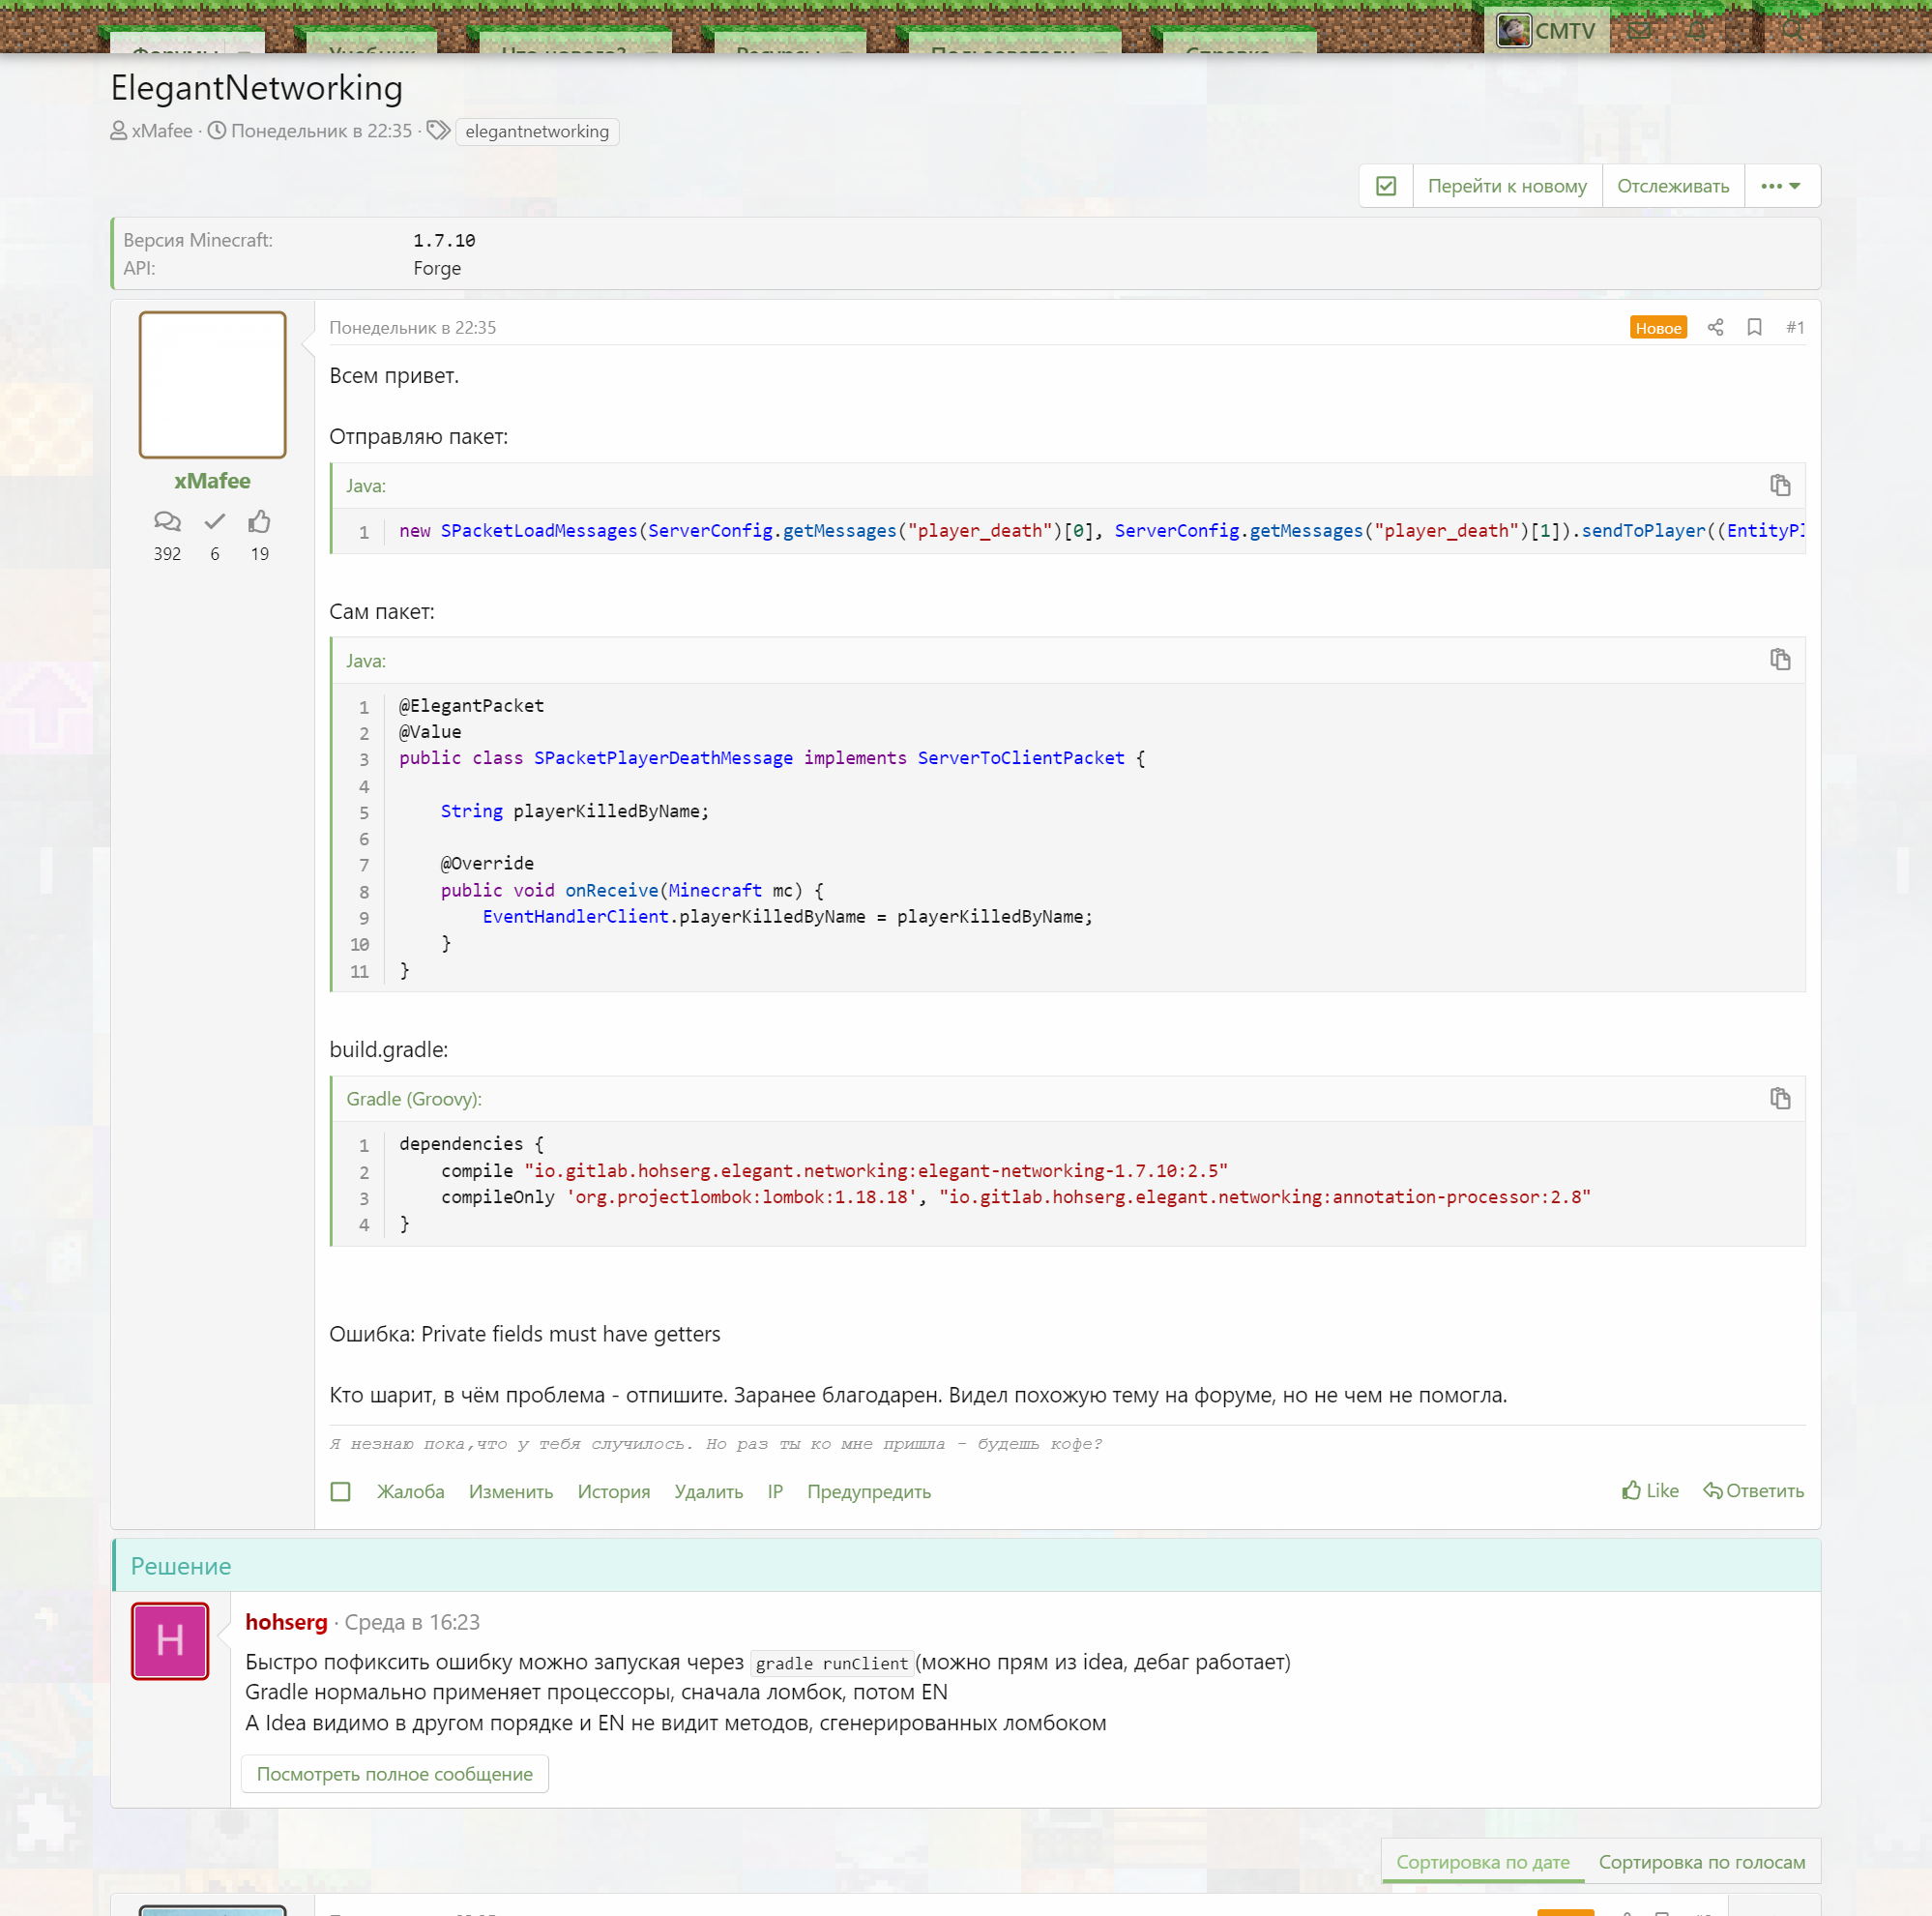 CMTV
ElegantNetworking
xMafee · Понедельник в 22:35 · elegantnetworking
Перейти к новому
Отслеживать
Версия Minecraft: 1.7.10
API: Forge
xMafee
392 6 19
Понедельник в 22:35
Новое #1
Всем привет.
Отправляю пакет:
Java:
1 new SPacketLoadMessages(ServerConfig.getMessages("player_death")[0], ServerConfig.getMessages("player_death")[1]).sendToPlayer((EntityPl
Сам пакет:
Java:
1 @ElegantPacket
2 @Value
3 public class SPacketPlayerDeathMessage implements ServerToClientPacket {
4
5 String playerKilledByName;
6
7 @Override
8 public void onReceive(Minecraft mc) {
9 EventHandlerClient.playerKilledByName = playerKilledByName;
10 }
11 }
build.gradle:
Gradle (Groovy):
1 dependencies {
2 compile "io.gitlab.hohserg.elegant.networking:elegant-networking-1.7.10:2.5"
3 compileOnly 'org.projectlombok:lombok:1.18.18', "io.gitlab.hohserg.elegant.networking:annotation-processor:2.8"
4 }
Ошибка: Private fields must have getters
Кто шарит, в чём проблема - отпишите. Заранее благодарен. Видел похожую тему на форуме, но не чем не помогла.
Я незнаю пока,что у тебя случилось. Но раз ты ко мне пришла - будешь кофе?
Жалоба Изменить История Удалить IP Предупредить
Like Ответить
Решение
H
hohserg · Среда в 16:23
Быстро пофиксить ошибку можно запуская через gradle runClient (можно прям из idea, дебаг работает)
Gradle нормально применяет процессоры, сначала ломбок, потом EN
А Idea видимо в другом порядке и EN не видит методов, сгенерированных ломбоком
Посмотреть полное сообщение
Сортировка по дате Сортировка по голосам